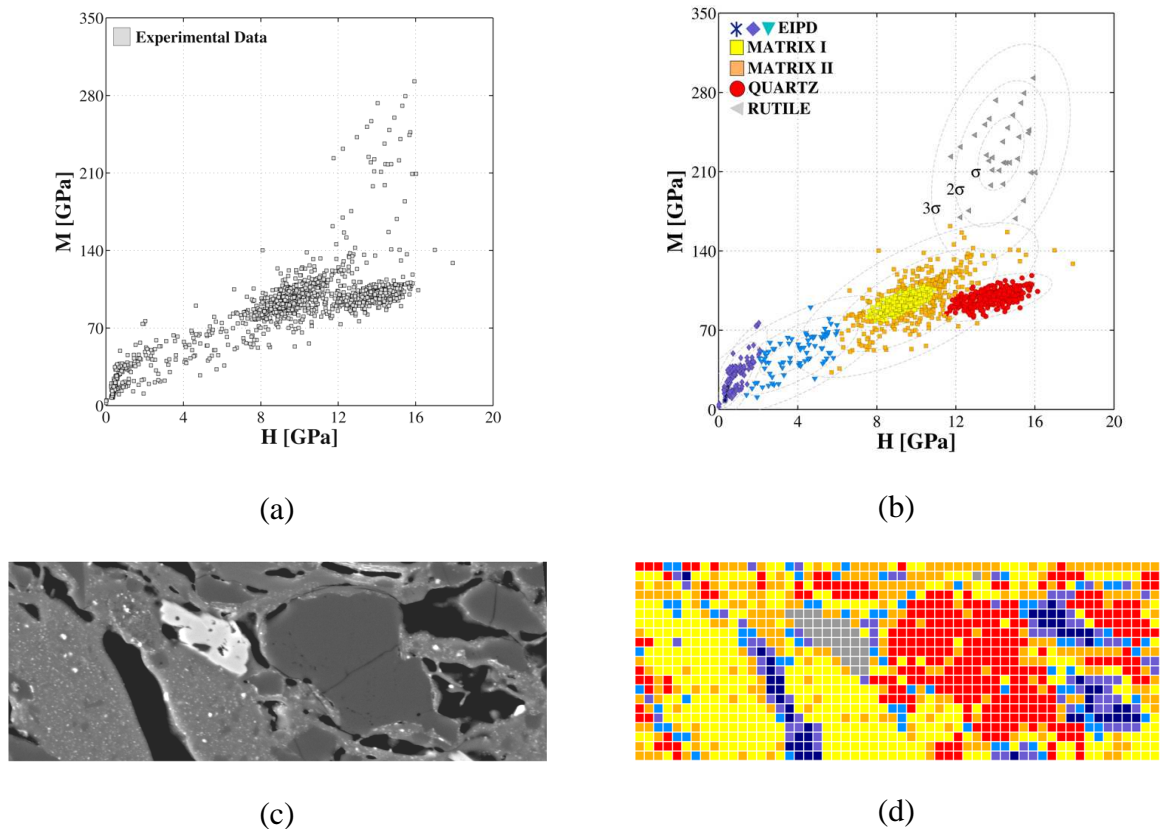 350
280
210
140
70
0
M [GPa]
Experimental Data
0 4 8 12 16 20
H [GPa]
(a)
350
280
210
140
70
0
M [GPa]
EIPD
MATRIX I
MATRIX II
QUARTZ
RUTILE
σ
2σ
3σ
0 4 8 12 16 20
H [GPa]
(b)
(c)
(d)